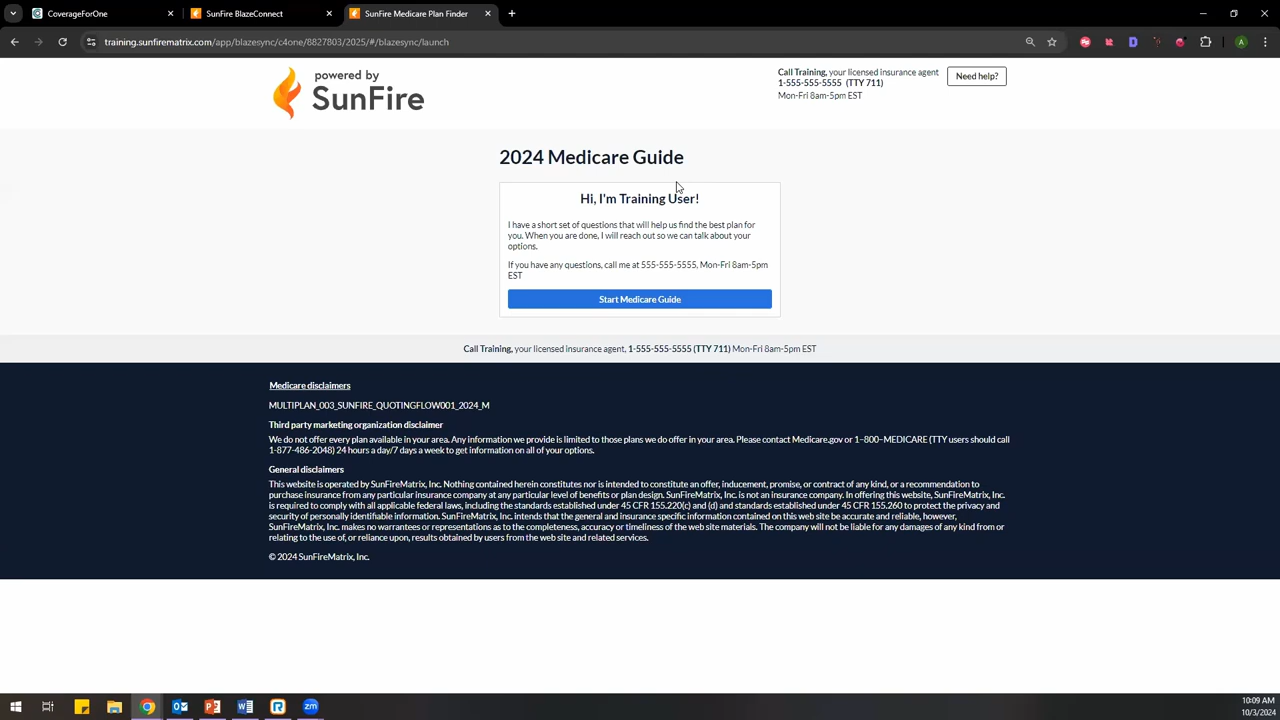 CoverageForOne
SunFire BlazeConnect
SunFire Medicare Plan Finder
training.sunfirematrix.com/app/blazesync/c4one/8827803/2025/#/blazesync/launch
powered by
SunFire
Call Training, your licensed insurance agent
1-555-555-5555 (TTY 711)
Mon-Fri 8am-5pm EST
Need help?
2024 Medicare Guide
Hi, I'm Training User!
I have a short set of questions that will help us find the best plan for
you. When you are done, I will reach out so we can talk about your
options.
If you have any questions, call me at 555-555-5555, Mon-Fri 8am-5pm
EST
Start Medicare Guide
Call Training, your licensed insurance agent, 1-555-555-5555 (TTY 711) Mon-Fri 8am-5pm EST
Medicare disclaimers
MULTIPLAN_003_SUNFIRE_QUOTINGFLOW001_2024_M
Third party marketing organization disclaimer
We do not offer every plan available in your area. Any information we provide is limited to those plans we do offer in your area. Please contact Medicare.gov or 1–800–MEDICARE (TTY users should call
1-877-486-2048) 24 hours a day/7 days a week to get information on all of your options.
General disclaimers
This website is operated by SunFireMatrix, Inc. Nothing contained herein constitutes nor is intended to constitute an offer, inducement, promise, or contract of any kind, or a recommendation to
purchase insurance from any particular insurance company at any particular level of benefits or plan design. SunFireMatrix, Inc. is not an insurance company. In offering this website, SunFireMatrix, Inc.
is required to comply with all applicable federal laws, including the standards established under 45 CFR 155.220(c) and (d) and standards established under 45 CFR 155.260 to protect the privacy and
security of personally identifiable information. SunFireMatrix, Inc. intends that the general and insurance specific information contained on this web site be accurate and reliable, however,
SunFireMatrix, Inc. makes no warranties or representations as to the completeness, accuracy or timeliness of the web site materials. The company will not be liable for any damages of any kind from or
relating to the use of, or reliance upon, results obtained by users from the web site and related services.
© 2024 SunFireMatrix, Inc.
10:09 AM
10/3/2024